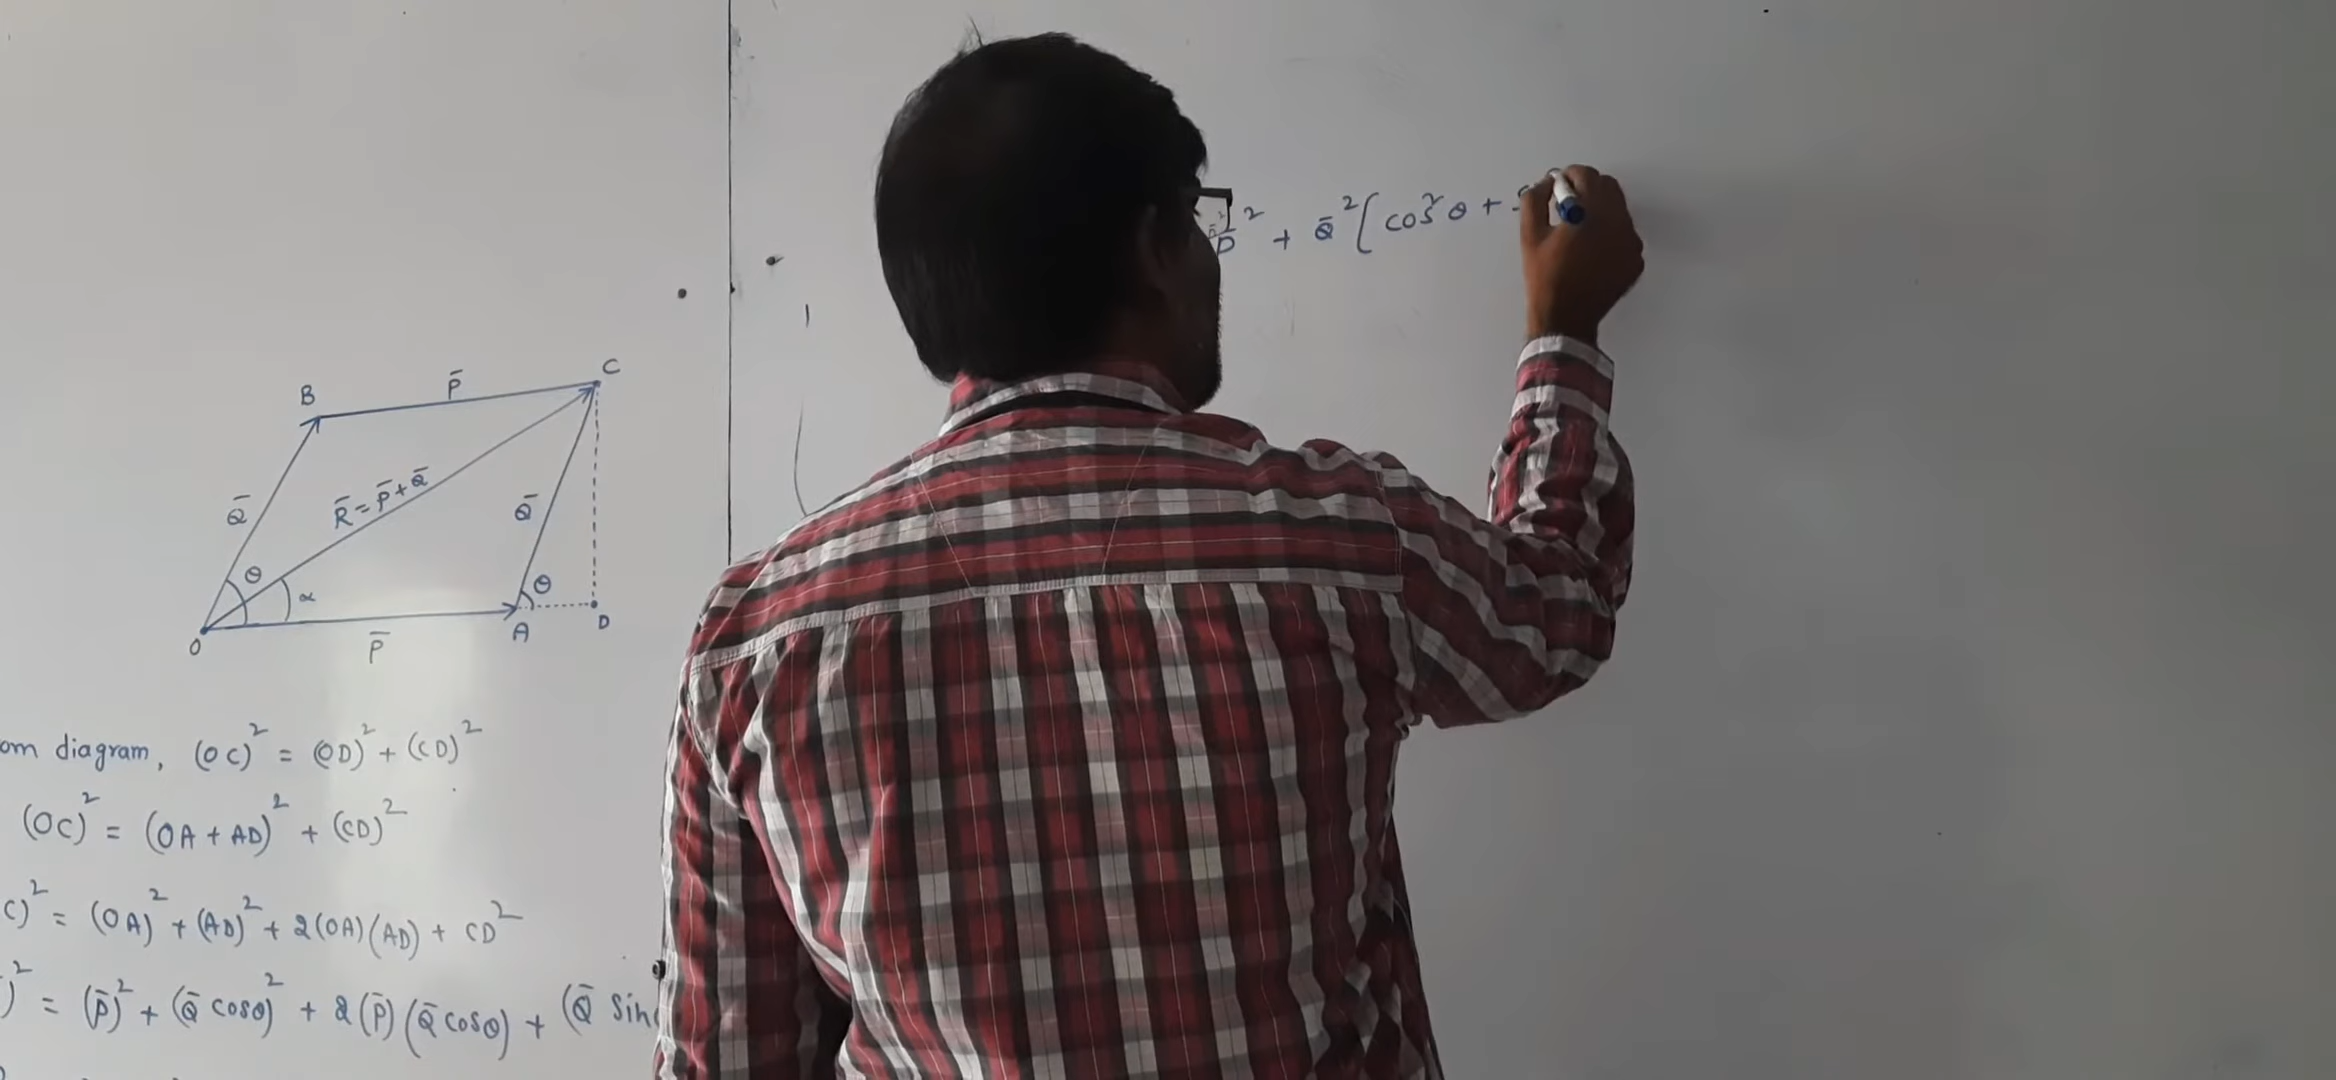 B P̄ C
Q̄ R̄ = P̄ + Q̄ Q̄
θ α θ
O P̄ A D
om diagram, (OC)² = (OD)² + (CD)²
(OC)² = (OA + AD)² + (CD)²
C)² = (OA)² + (AD)² + 2(OA)(AD) + CD²
)² = (P̄)² + (Q̄ cosθ)² + 2(P̄)(Q̄ cosθ) + (Q̄ Sin
² + Q̄² [cos²θ +